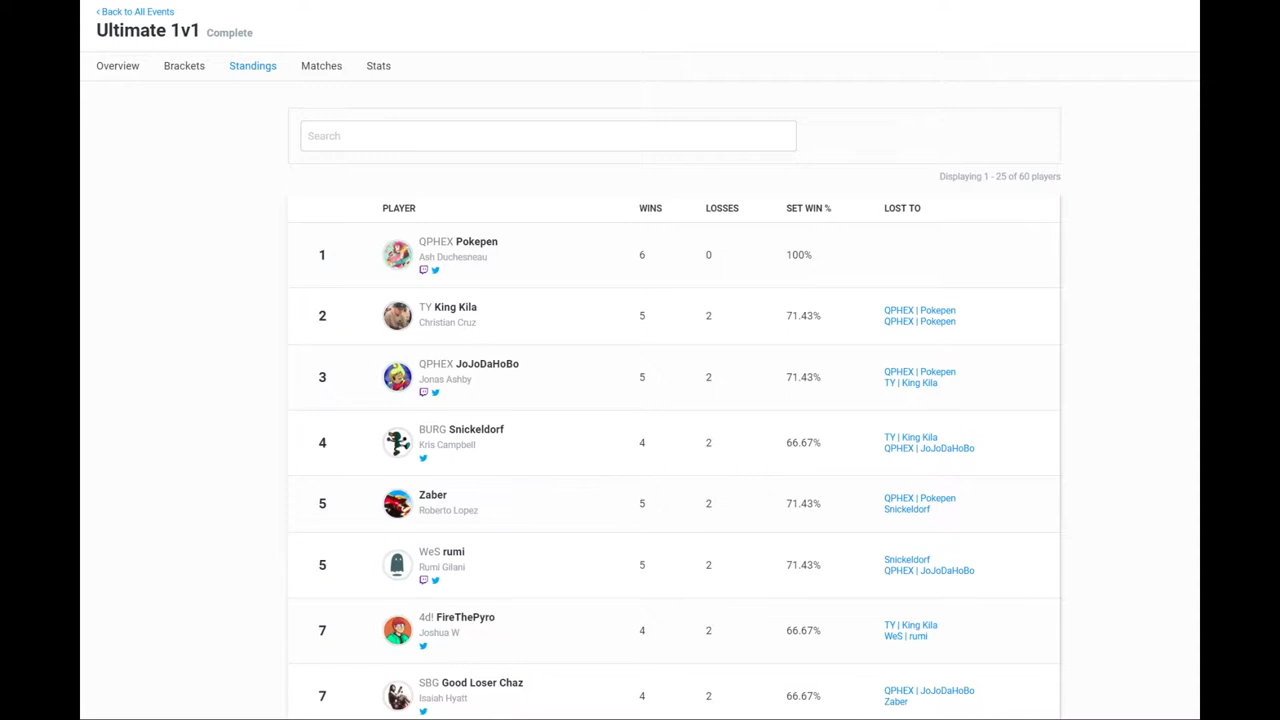 ‹ Back to All Events
Ultimate 1v1 Complete
Overview Brackets Standings Matches Stats
Search
Displaying 1 - 25 of 60 players
PLAYER WINS LOSSES SET WIN % LOST TO
1 QPHEX Pokepen 6 0 100%
Ash Duchesneau
2 TY King Kila 5 2 71.43% QPHEX | Pokepen
Christian Cruz QPHEX | Pokepen
3 QPHEX JoJoDaHoBo 5 2 71.43% QPHEX | Pokepen
Jonas Ashby TY | King Kila
4 BURG Snickeldorf 4 2 66.67% TY | King Kila
Kris Campbell QPHEX | JoJoDaHoBo
5 Zaber 5 2 71.43% QPHEX | Pokepen
Roberto Lopez Snickeldorf
5 WeS rumi 5 2 71.43% Snickeldorf
Rumi Gilani QPHEX | JoJoDaHoBo
7 4d! FireThePyro 4 2 66.67% TY | King Kila
Joshua W WeS | rumi
7 SBG Good Loser Chaz 4 2 66.67% QPHEX | JoJoDaHoBo
Isaiah Hyatt Zaber